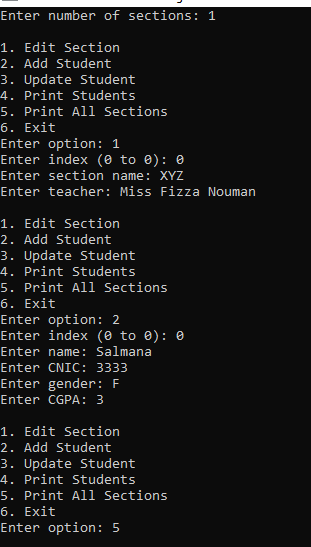 Enter number of sections: 1
1. Edit Section
2. Add Student
3. Update Student
4. Print Students
5. Print All Sections
6. Exit
Enter option: 1
Enter index (0 to 0): 0
Enter section name: XYZ
Enter teacher: Miss Fizza Nouman
1. Edit Section
2. Add Student
3. Update Student
4. Print Students
5. Print All Sections
6. Exit
Enter option: 2
Enter index (0 to 0): 0
Enter name: Salmana
Enter CNIC: 3333
Enter gender: F
Enter CGPA: 3
1. Edit Section
2. Add Student
3. Update Student
4. Print Students
5. Print All Sections
6. Exit
Enter option: 5